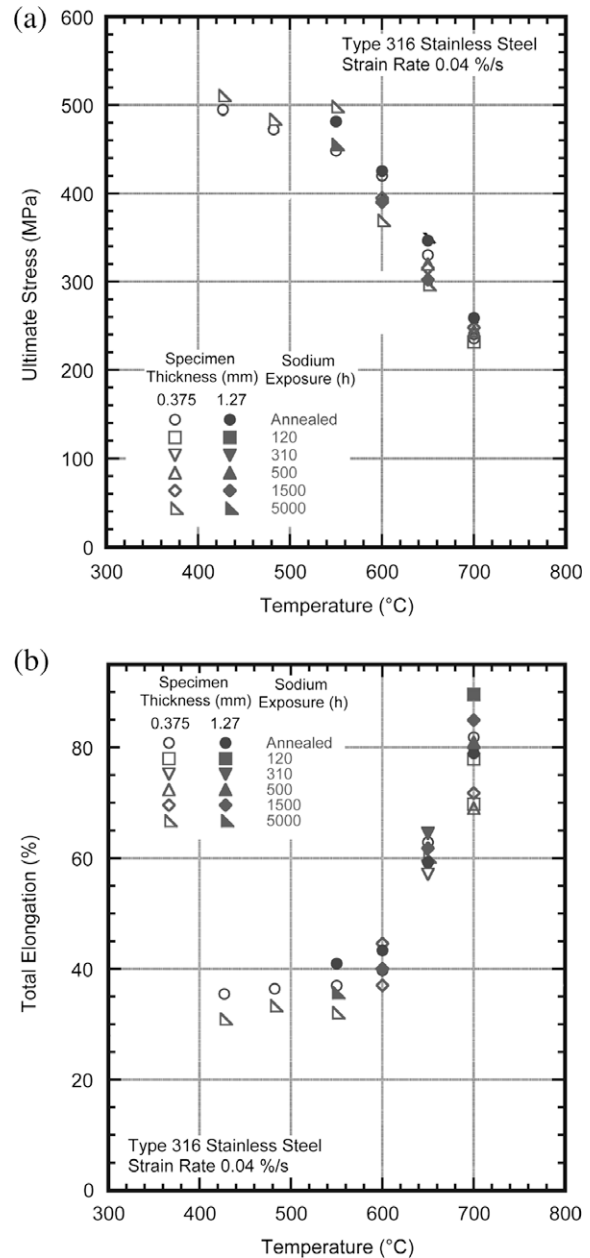 (a)
600
500
400
300
200
100
0
Ultimate Stress (MPa)
Type 316 Stainless Steel
Strain Rate 0.04 %/s
Specimen Sodium
Thickness (mm) Exposure (h)
0.375 1.27
Annealed
120
310
500
1500
5000
300 400 500 600 700 800
Temperature (°C)
(b)
80
60
40
20
0
Total Elongation (%)
Specimen Sodium
Thickness (mm) Exposure (h)
0.375 1.27
Annealed
120
310
500
1500
5000
Type 316 Stainless Steel
Strain Rate 0.04 %/s
300 400 500 600 700 800
Temperature (°C)